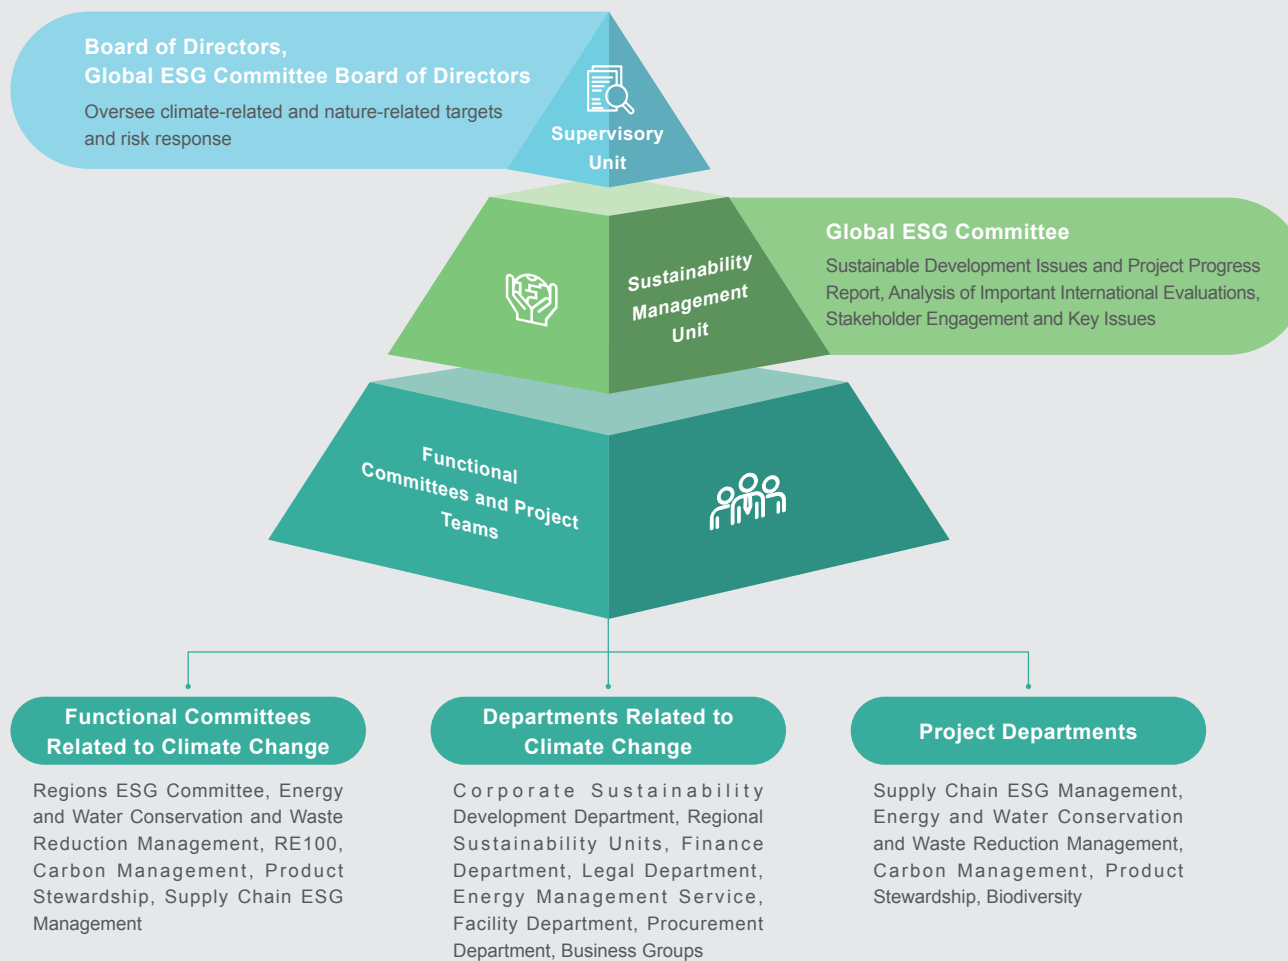 Board of Directors,
Global ESG Committee Board of Directors
Oversee climate-related and nature-related targets
and risk response
Supervisory
Unit
Global ESG Committee
Sustainable Development Issues and Project Progress
Report, Analysis of Important International Evaluations,
Stakeholder Engagement and Key Issues
Sustainability
Management
Unit
Functional
Committees and Project
Teams
Functional Committees
Related to Climate Change
Regions ESG Committee, Energy
and Water Conservation and Waste
Reduction Management, RE100,
Carbon Management, Product
Stewardship, Supply Chain ESG
Management
Departments Related to
Climate Change
Corporate Sustainability
Development Department, Regional
Sustainability Units, Finance
Department, Legal Department,
Energy Management Service,
Facility Department, Procurement
Department, Business Groups
Project Departments
Supply Chain ESG Management,
Energy and Water Conservation
and Waste Reduction Management,
Carbon Management, Product
Stewardship, Biodiversity